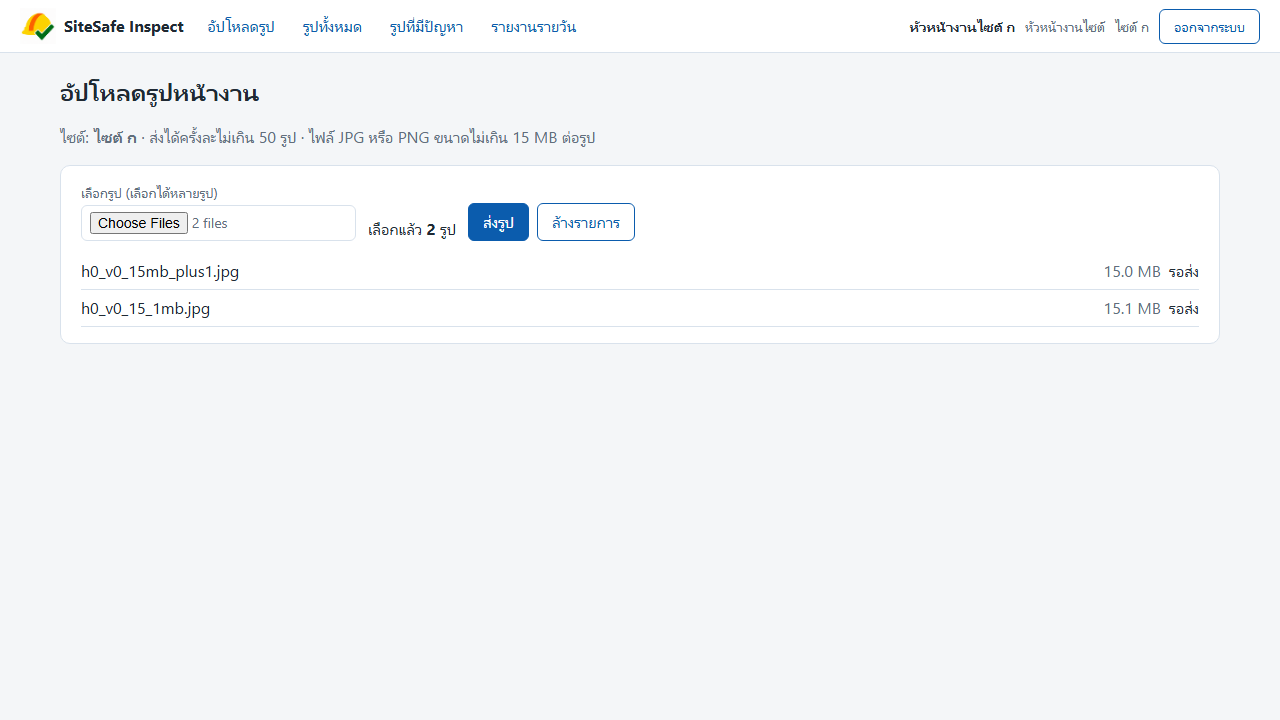 SiteSafe Inspect อัปโหลดรูป รูปทั้งหมด รูปที่มีปัญหา รายงานรายวัน หัวหน้างานไซต์ ก หัวหน้างานไซต์ ไซต์ ก ออกจากระบบ
อัปโหลดรูปหน้างาน
ไซต์: ไซต์ ก · ส่งได้ครั้งละไม่เกิน 50 รูป · ไฟล์ JPG หรือ PNG ขนาดไม่เกิน 15 MB ต่อรูป
เลือกรูป (เลือกได้หลายรูป)
Choose Files 2 files เลือกแล้ว 2 รูป ส่งรูป ล้างรายการ
h0_v0_15mb_plus1.jpg 15.0 MB รอส่ง
h0_v0_15_1mb.jpg 15.1 MB รอส่ง